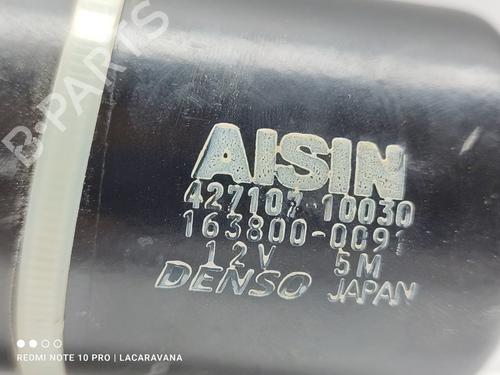 B-PARTS
AISIN
427107 10030
163800-0091
12V 5M
DENSO JAPAN
REDMI NOTE 10 PRO | LACARAVANA